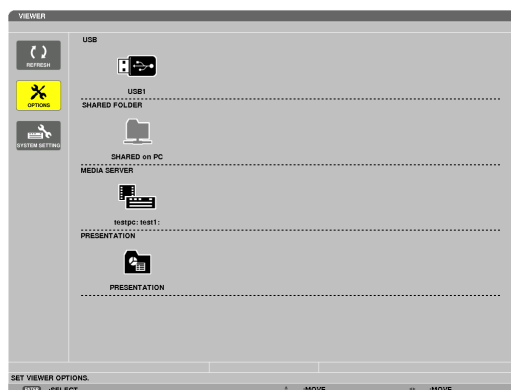 VIEWER
REFRESH
OPTIONS
SYSTEM SETTING
USB
USB1
SHARED FOLDER
SHARED on PC
MEDIA SERVER
testpc: test1:
PRESENTATION
PRESENTATION
SET VIEWER OPTIONS.
ENTER :SELECT :MOVE :MOVE